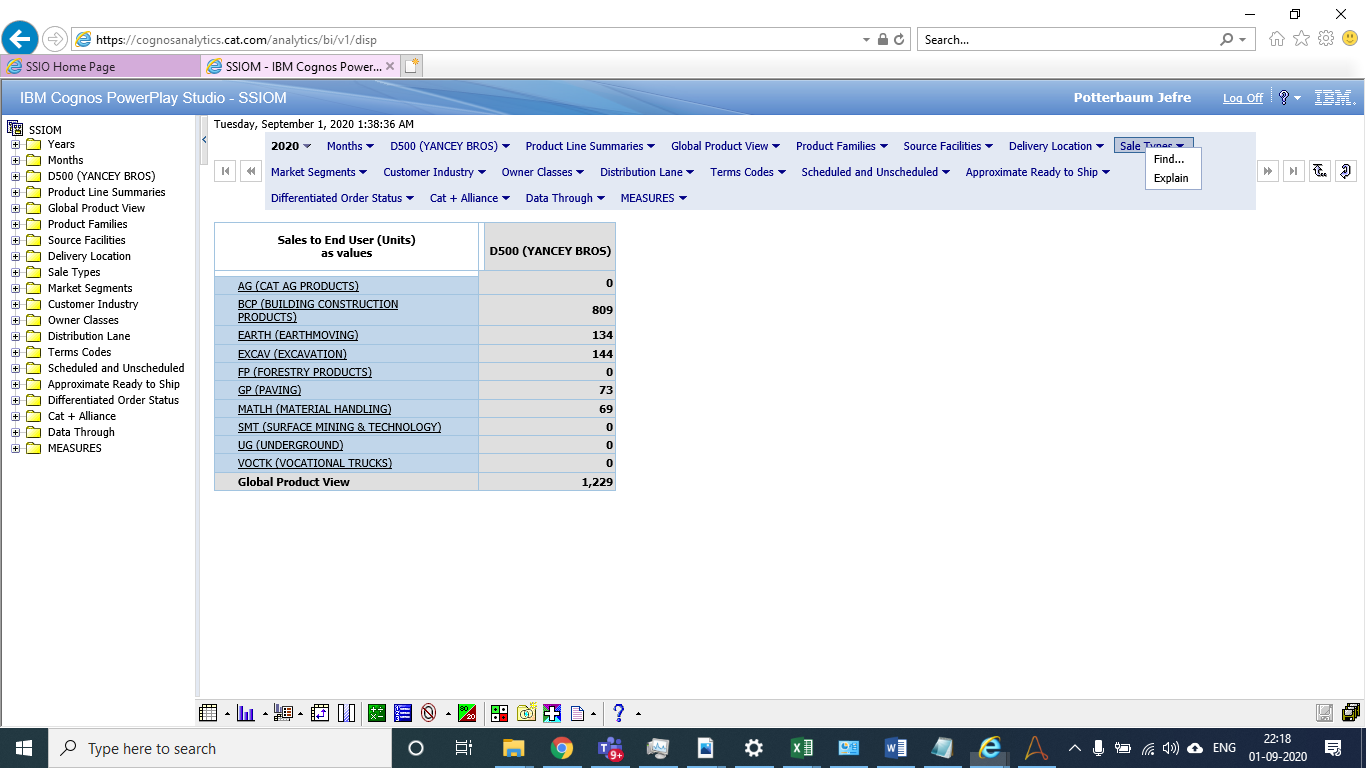 https://cognosanalytics.cat.com/analytics/bi/v1/disp
Search...
SSIO Home Page
SSIOM - IBM Cognos Power...
IBM Cognos PowerPlay Studio - SSIOM
Potterbaum Jefre
Log Off
IBM
SSIOM
Years
Months
D500 (YANCEY BROS)
Product Line Summaries
Global Product View
Product Families
Source Facilities
Delivery Location
Sale Types
Market Segments
Customer Industry
Owner Classes
Distribution Lane
Terms Codes
Scheduled and Unscheduled
Approximate Ready to Ship
Differentiated Order Status
Cat + Alliance
Data Through
MEASURES
Tuesday, September 1, 2020 1:38:36 AM
2020 Months D500 (YANCEY BROS) Product Line Summaries Global Product View Product Families Source Facilities Delivery Location Sale Types
Market Segments Customer Industry Owner Classes Distribution Lane Terms Codes Scheduled and Unscheduled Approximate Ready to Ship
Differentiated Order Status Cat + Alliance Data Through MEASURES
Find...
Explain
Sales to End User (Units)
as values
D500 (YANCEY BROS)
AG (CAT AG PRODUCTS) 0
BCP (BUILDING CONSTRUCTION
PRODUCTS) 809
EARTH (EARTHMOVING) 134
EXCAV (EXCAVATION) 144
FP (FORESTRY PRODUCTS) 0
GP (PAVING) 73
MATLH (MATERIAL HANDLING) 69
SMT (SURFACE MINING & TECHNOLOGY) 0
UG (UNDERGROUND) 0
VOCTK (VOCATIONAL TRUCKS) 0
Global Product View 1,229
80
20
Type here to search
9+
ENG
22:18
01-09-2020